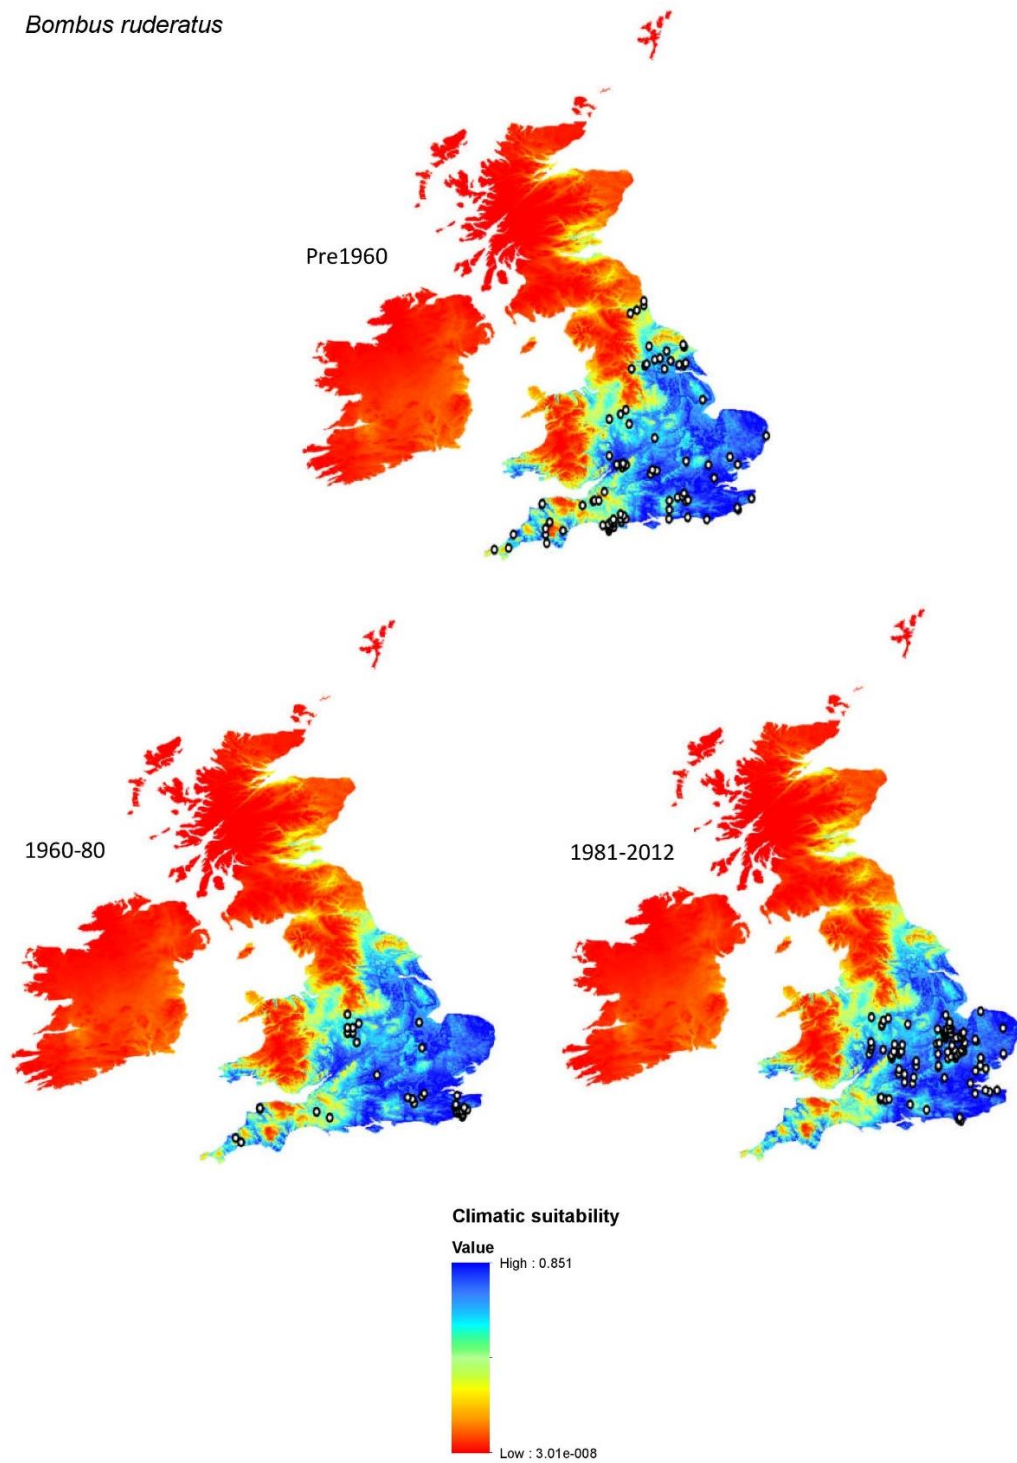 Bombus ruderatus
Pre1960
1960-80
1981-2012
Climatic suitability
Value
High : 0.851
Low : 3.01e-008